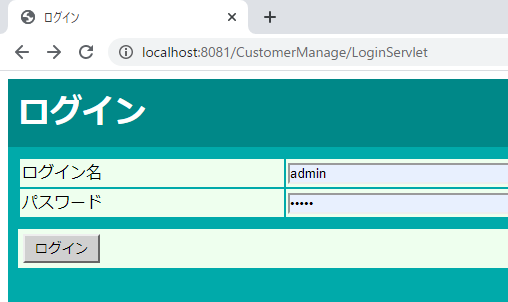 ログイン
localhost:8081/CustomerManage/LoginServlet
ログイン
ログイン名 admin
パスワード •••••
ログイン